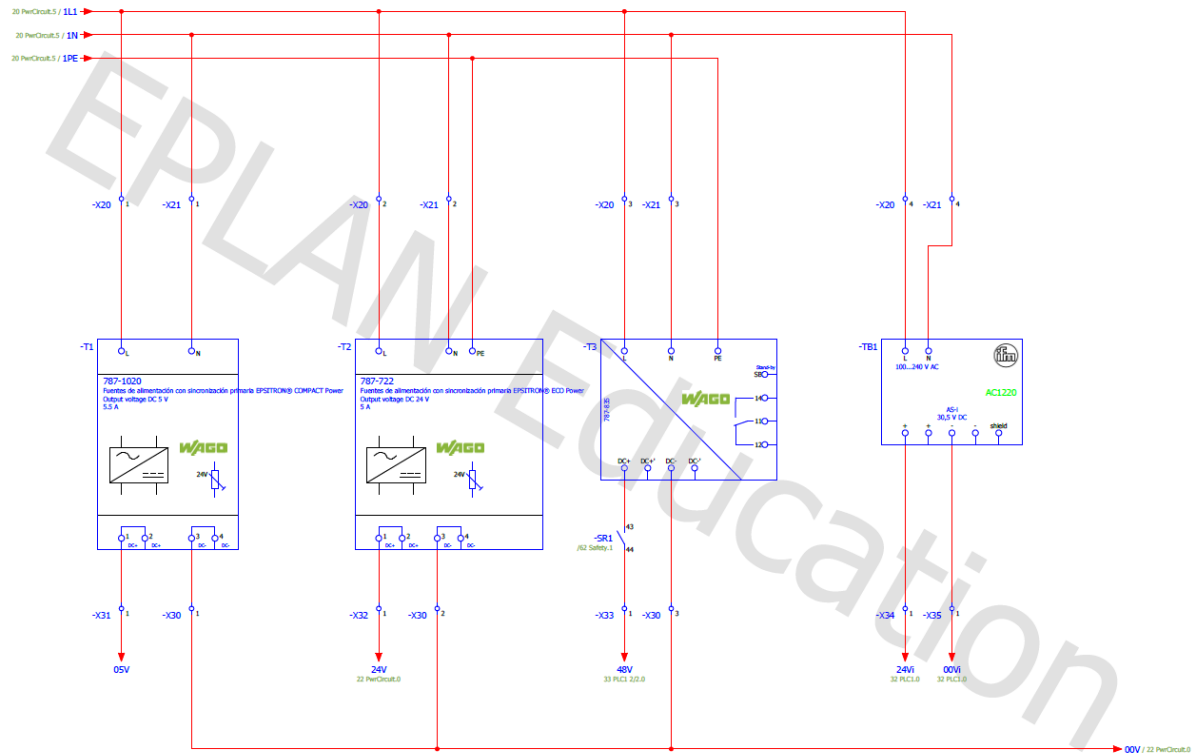 20 PwrCircuit.5 / 1L1
20 PwrCircuit.5 / 1N
20 PwrCircuit.5 / 1PE
EPLAN Education
-X20 1 -X21 1 -X20 2 -X21 2 -X20 3 -X21 3 -X20 4 -X21 4
-T1
L N
787-1020
Fuentes de alimentación con sincronización primaria EPSITRON® COMPACT Power
Output voltage DC 5 V
5.5 A
WAGO
24V
1 2 3 4
DC+ DC+ DC- DC-
-T2
L N PE
787-722
Fuentes de alimentación con sincronización primaria EPSITRON® ECO Power
Output voltage DC 24 V
5 A
WAGO
24V
1 2 3 4
DC+ DC+ DC- DC-
-T3
L N PE
Stand-by
S8
14
11
12
WAGO
787-835
DC+ DC+' DC- DC-'
-SR1
43
44
/62 Safety.1
-TB1
L N
100...240 V AC
ifm
AC1220
AS-i
30,5 V DC
+ + - - shield
-X31 1 -X30 1 -X32 1 -X30 2 -X33 1 -X30 3 -X34 1 -X35 1
05V
24V
22 PwrCircuit.0
48V
33 PLC1 2/2.0
24Vi
32 PLC1.0
00Vi
32 PLC1.0
00V / 22 PwrCircuit.0